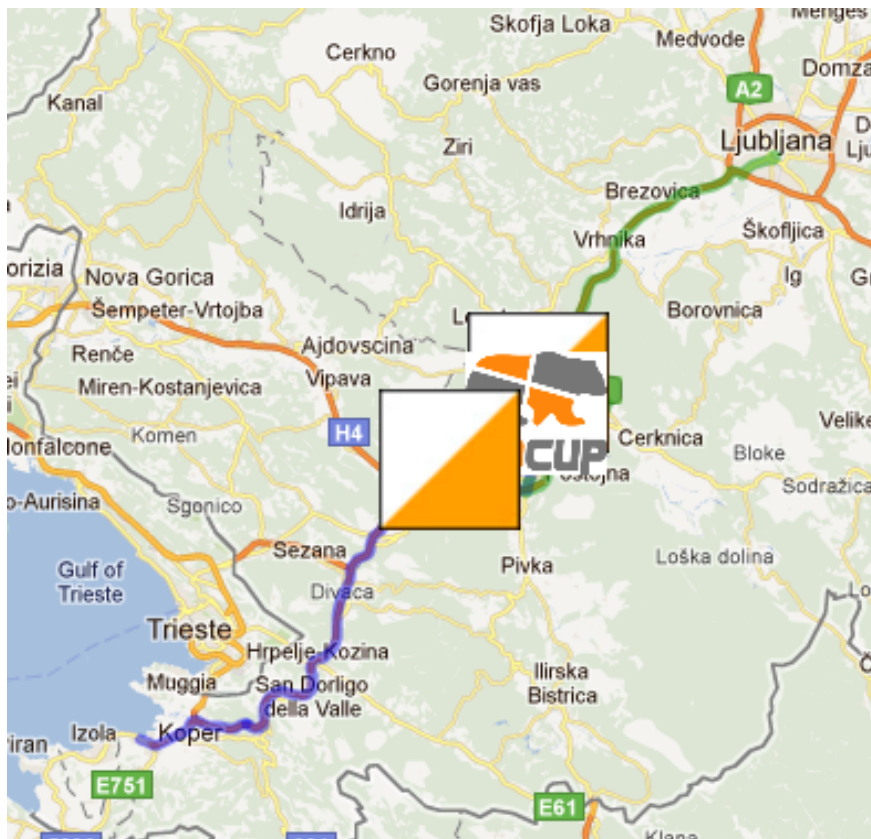 Skofja Loka
Menges
Medvode
Cerkno
Domza
Gorenja vas
A2
Kanal
Ljubljana
Ziri
Brezovica
Idrija
Vrhnika
Škofljica
orizia
Nova Gorica
Ig
Šempeter-Vrtojba
Borovnica
Ajdovscina
Renče
Vipava
Miren-Kostanjevica
Velike
H4
Komen
Cerknica
onfalcone
CUP
Bloke
ostojna
Sodražica
o-Aurisina
Sgonico
Sezana
Loška dolina
Pivka
Gulf of
Trieste
Divaca
Trieste
Hrpelje-Kozina
Muggia
San Dorligo
della Valle
Ilirska
Bistrica
Izola
Koper
iran
E751
E61